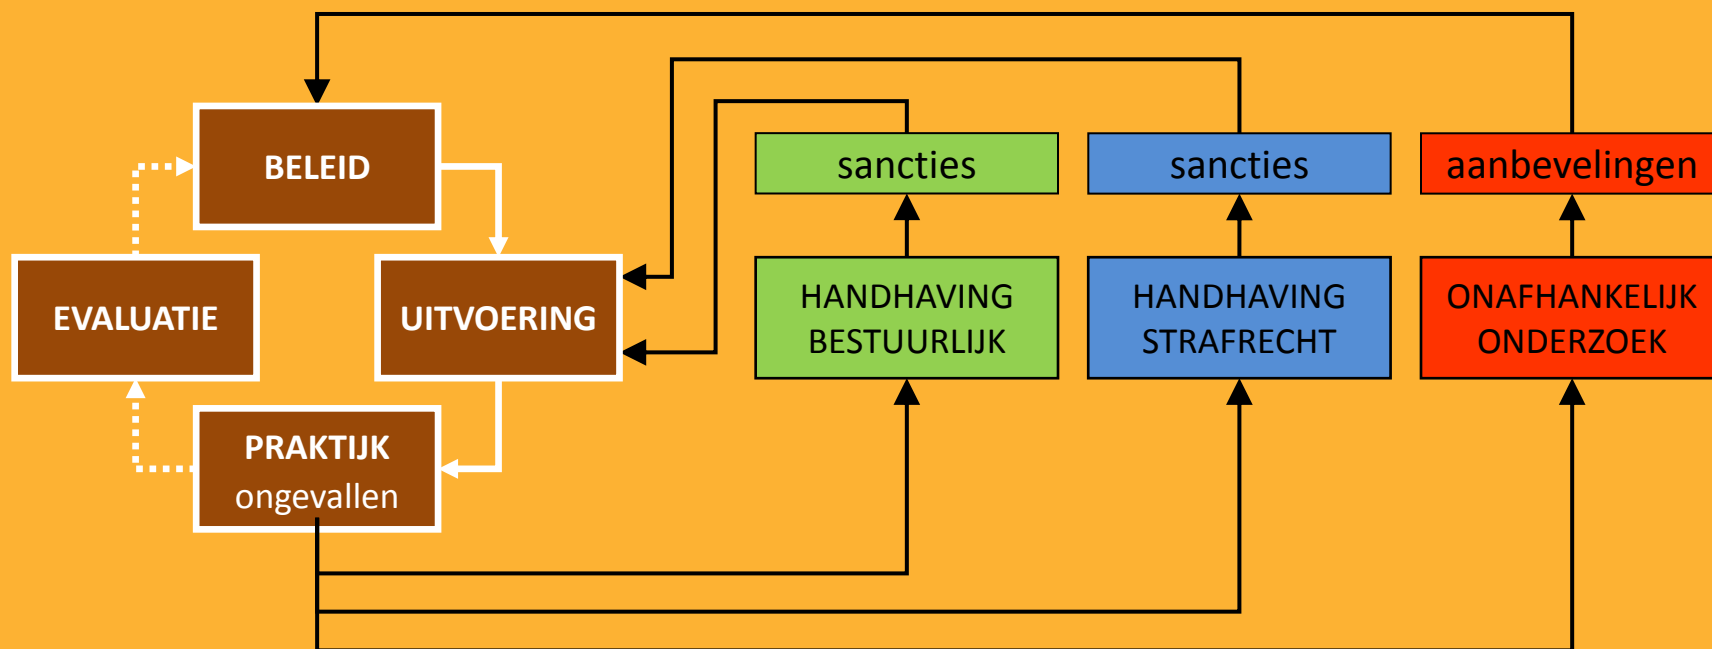 BELEID
EVALUATIE
UITVOERING
PRAKTIJK
ongevallen
sancties
HANDHAVING
BESTUURLIJK
sancties
HANDHAVING
STRAFRECHT
aanbevelingen
ONAFHANKELIJK
ONDERZOEK